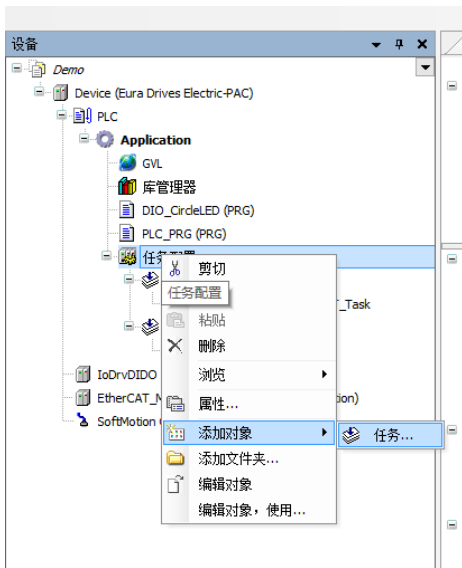 设备
Demo
Device (Eura Drives Electric-PAC)
PLC
Application
GVL
库管理器
DIO_CircleLED (PRG)
PLC_PRG (PRG)
任务配置
剪切
任务配置
_Task
粘贴
删除
IoDrvDIDO
浏览
属性...
添加对象
任务...
SoftMotion
添加文件夹...
编辑对象
编辑对象，使用...